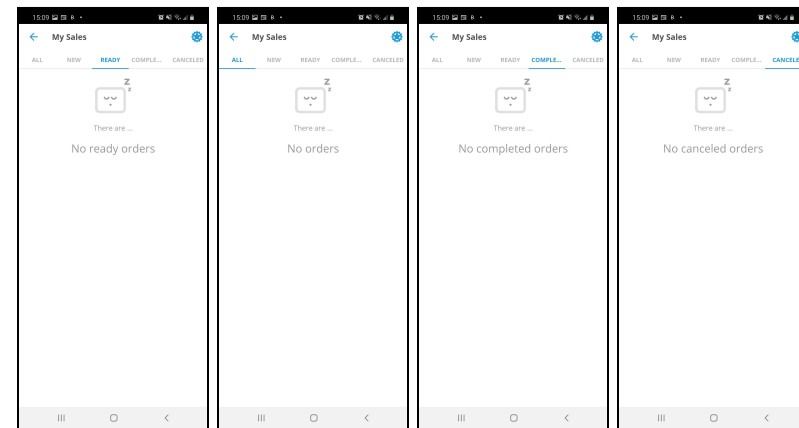 15:09 B •
My Sales
ALL NEW READY COMPLE... CANCELED
z z
There are ...
No ready orders
15:09 B •
My Sales
ALL NEW READY COMPLE... CANCELED
z z
There are ...
No orders
15:09 B •
My Sales
ALL NEW READY COMPLE... CANCELED
z z
There are ...
No completed orders
15:09 B •
My Sales
ALL NEW READY COMPLE... CANCELE
z z
There are ...
No canceled orders